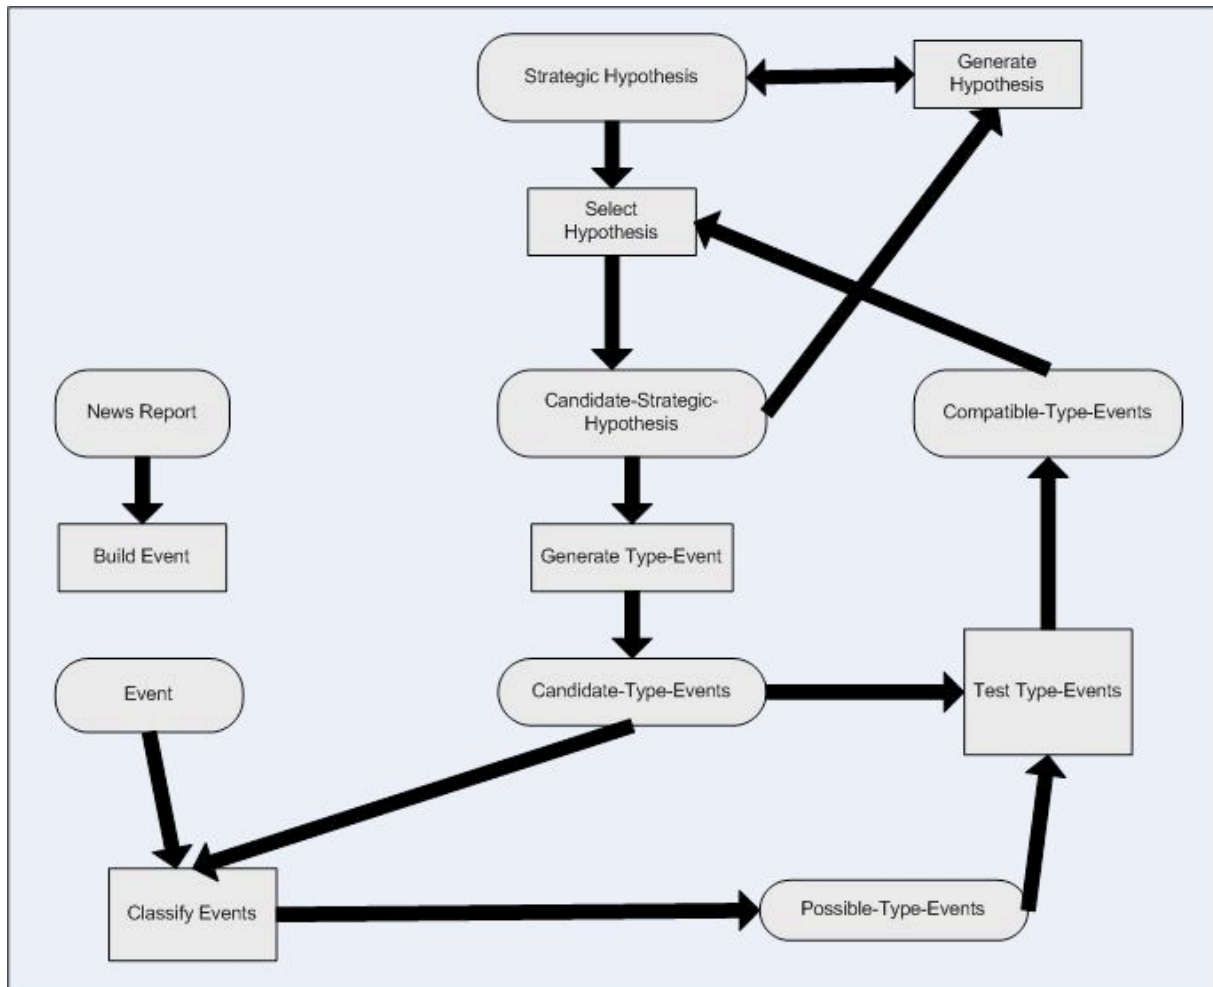 Strategic Hypothesis
Generate
Hypothesis
Select
Hypothesis
News Report
Candidate-Strategic-
Hypothesis
Compatible-Type-Events
Build Event
Generate Type-Event
Event
Candidate-Type-Events
Test Type-Events
Classify Events
Possible-Type-Events